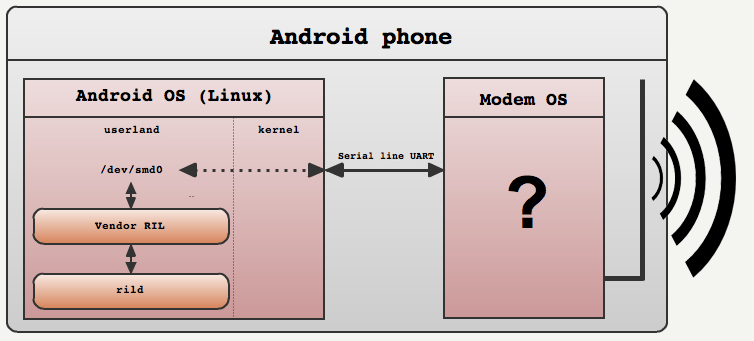 Android phone
Android OS (Linux)
userland
kernel
/dev/smd0
Vendor RIL
rild
Serial line UART
Modem OS
?